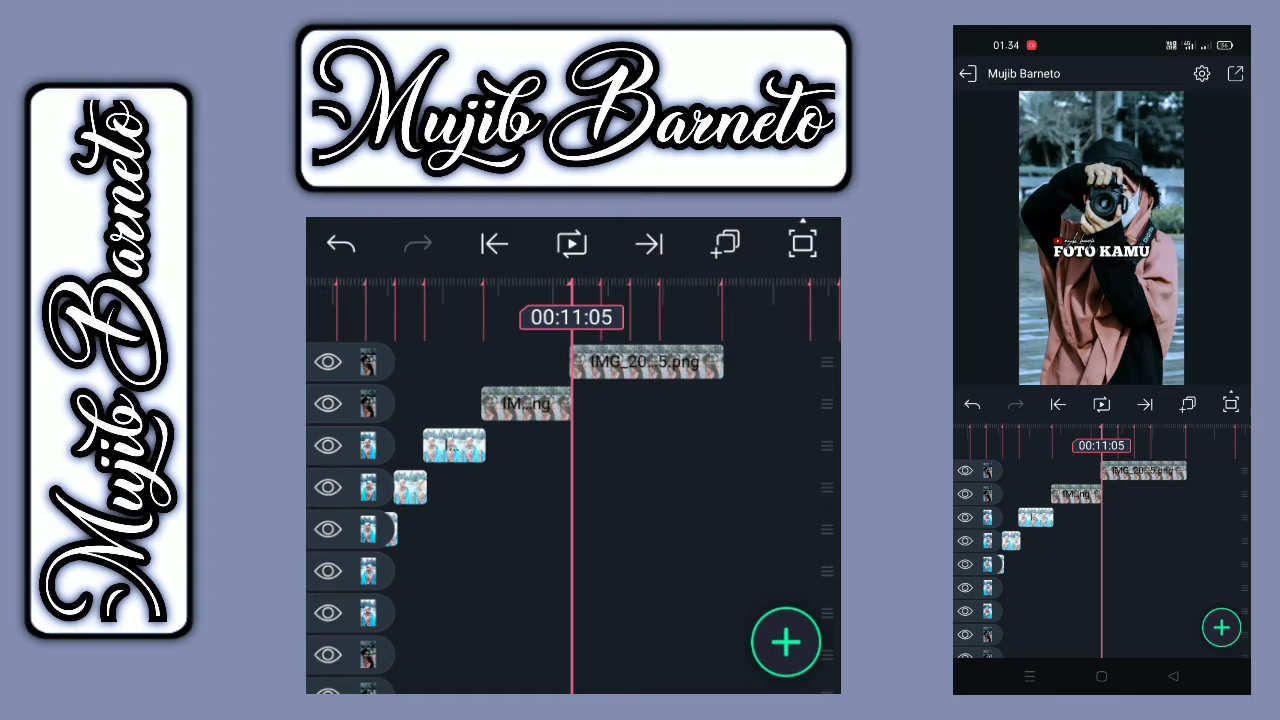 Mujib Barneto
Mujib Barneto
00:11:05
IMG_20...5.png
IM...ng
01.34
56
Mujib Barneto
FOTO KAMU
00:11:05
IMG_20...5.png
IM...ng